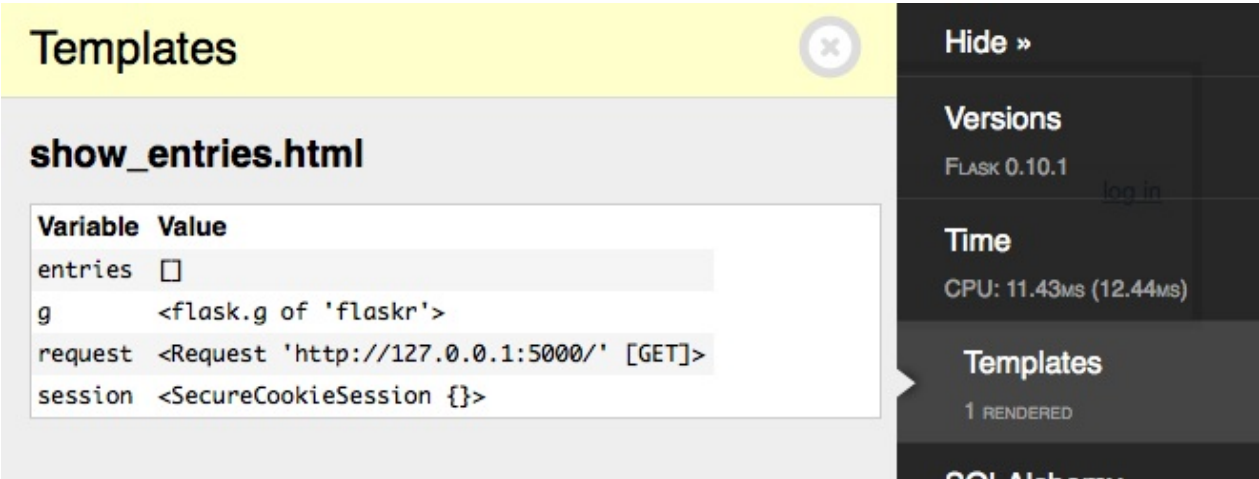 Templates
show_entries.html
Variable Value
entries []
g <flask.g of 'flaskr'>
request <Request 'http://127.0.0.1:5000/' [GET]>
session <SecureCookieSession {}>
Hide »
Versions
FLASK 0.10.1
log in
Time
CPU: 11.43MS (12.44MS)
Templates
1 RENDERED
SQLAlchemy